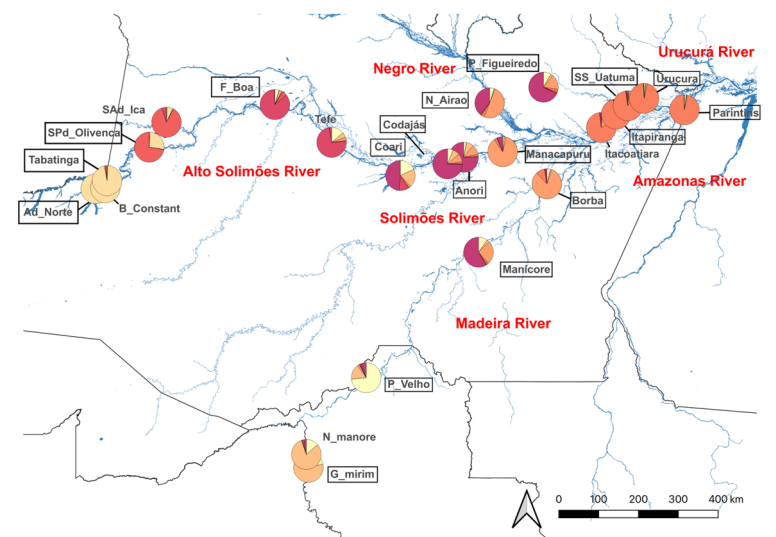 Urucurá River
P_Figueiredo
Negro River
SS_Uatuma
Urucura
F_Boa
N_Airao
SAd_Ica
Parintins
Tefe
Codajás
SPd_Olivenca
Itapiranga
Coari
Itacoatiara
Manacapuru
Tabatinga
Alto Solimões River
Amazonas River
Anori
Borba
B_Constant
Ad_Norte
Solimões River
Manicore
Madeira River
P_Velho
N_manore
G_mirim
0 100 200 300 400 km